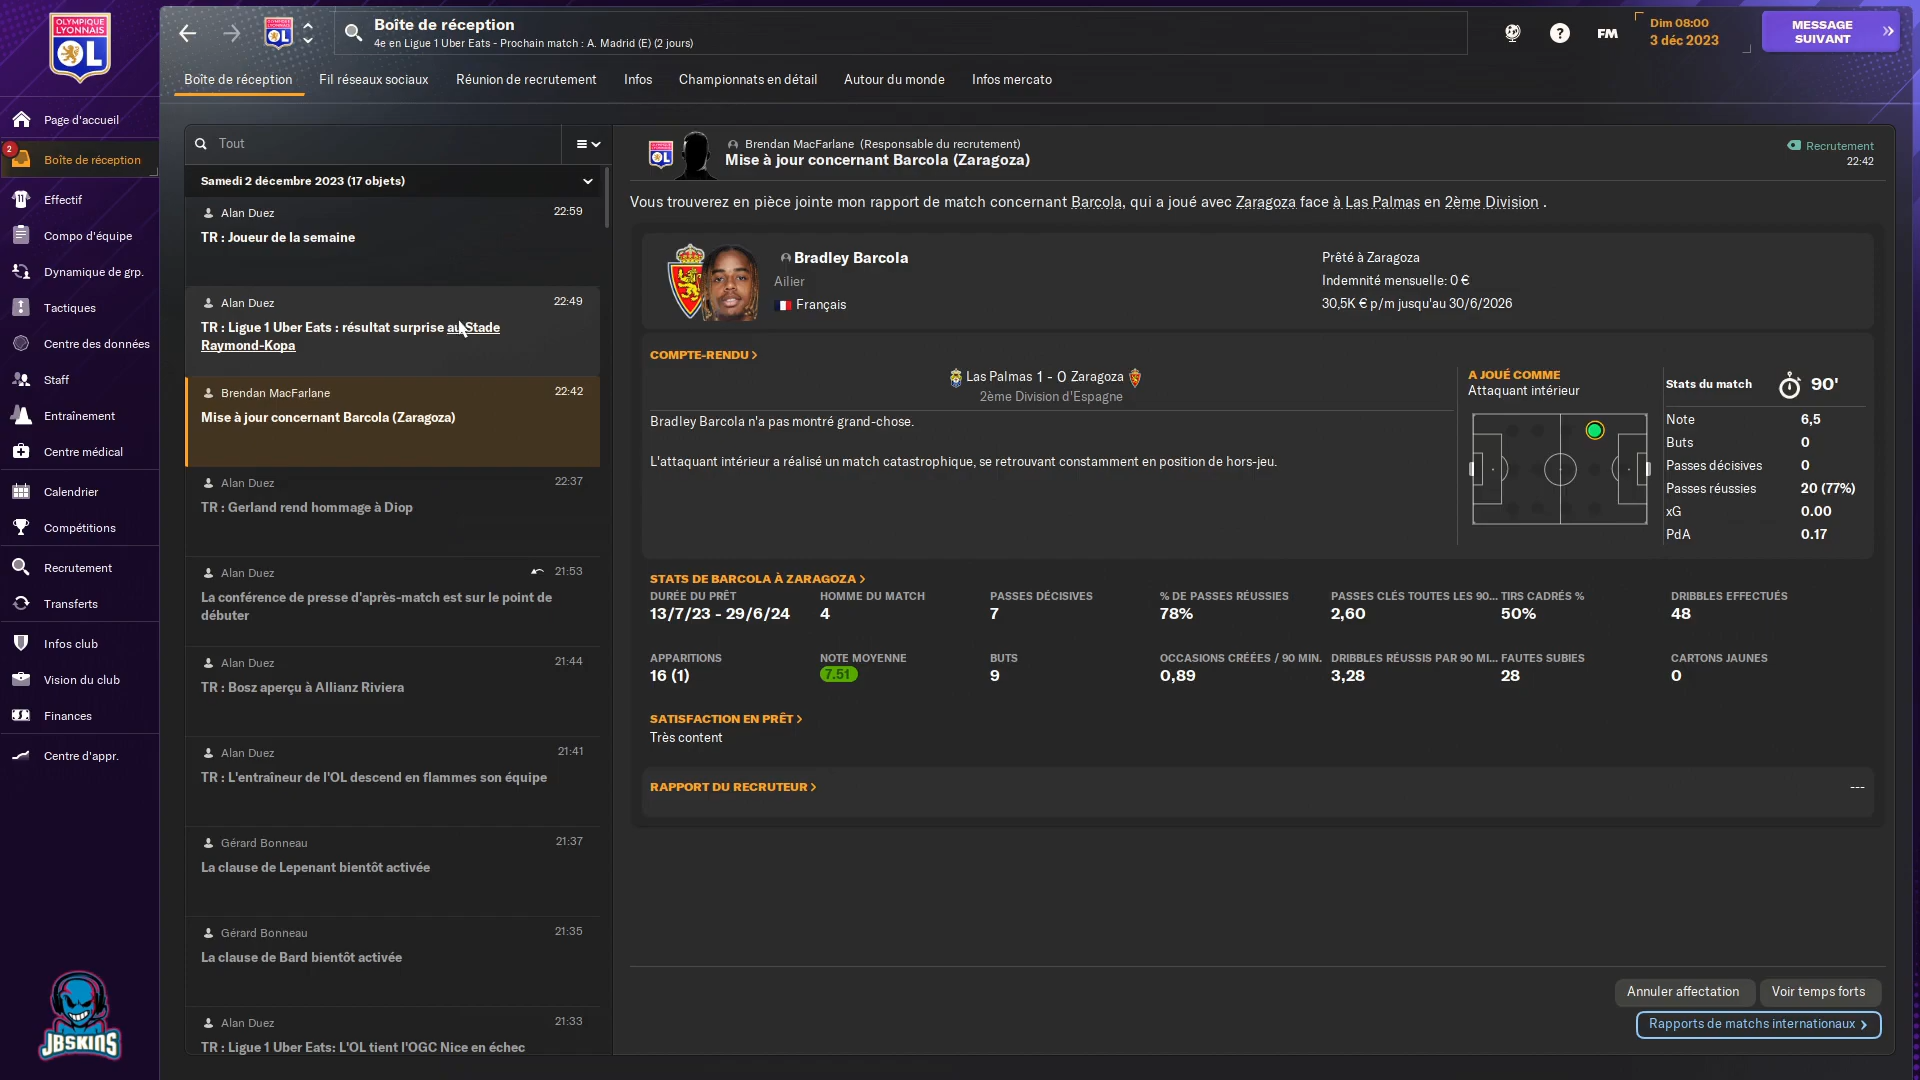 OLYMPIQUE
LYONNAIS
OL
Boîte de réception
4e en Ligue 1 Uber Eats - Prochain match : A. Madrid (E) (2 jours)
FM
Dim 08:00
3 déc 2023
MESSAGE
SUIVANT
Boîte de réception
Fil réseaux sociaux
Réunion de recrutement
Infos
Championnats en détail
Autour du monde
Infos mercato
Page d'accueil
2
Boîte de réception
Effectif
Compo d'équipe
Dynamique de grp.
Tactiques
Centre des données
Staff
Entraînement
Centre médical
Calendrier
Compétitions
Recrutement
Transferts
Infos club
Vision du club
Finances
Centre d'appr.
JBSKINS
Tout
Samedi 2 décembre 2023 (17 objets)
Alan Duez 22:59
TR : Joueur de la semaine
Alan Duez 22:49
TR : Ligue 1 Uber Eats : résultat surprise au Stade
Raymond-Kopa
Brendan MacFarlane 22:42
Mise à jour concernant Barcola (Zaragoza)
Alan Duez 22:37
TR : Gerland rend hommage à Diop
Alan Duez 21:53
La conférence de presse d'après-match est sur le point de
débuter
Alan Duez 21:44
TR : Bosz aperçu à Allianz Riviera
Alan Duez 21:41
TR : L'entraîneur de l'OL descend en flammes son équipe
Gérard Bonneau 21:37
La clause de Lepenant bientôt activée
Gérard Bonneau 21:35
La clause de Bard bientôt activée
Alan Duez 21:33
TR : Ligue 1 Uber Eats: L'OL tient l'OGC Nice en échec
Brendan MacFarlane (Responsable du recrutement)
Mise à jour concernant Barcola (Zaragoza)
Recrutement
22:42
Vous trouverez en pièce jointe mon rapport de match concernant Barcola, qui a joué avec Zaragoza face à Las Palmas en 2ème Division .
Bradley Barcola
Ailier
Français
Prêté à Zaragoza
Indemnité mensuelle: 0 €
30,5K € p/m jusqu'au 30/6/2026
COMPTE-RENDU >
Las Palmas 1 - 0 Zaragoza
2ème Division d'Espagne
Bradley Barcola n'a pas montré grand-chose.
L'attaquant intérieur a réalisé un match catastrophique, se retrouvant constamment en position de hors-jeu.
A JOUÉ COMME
Attaquant intérieur
Stats du match 90'
Note 6,5
Buts 0
Passes décisives 0
Passes réussies 20 (77%)
xG 0.00
PdA 0.17
STATS DE BARCOLA À ZARAGOZA >
DURÉE DU PRÊT HOMME DU MATCH PASSES DÉCISIVES % DE PASSES RÉUSSIES PASSES CLÉS TOUTES LES 90... TIRS CADRÉS % DRIBBLES EFFECTUÉS
13/7/23 - 29/6/24 4 7 78% 2,60 50% 48
APPARITIONS NOTE MOYENNE BUTS OCCASIONS CRÉÉES / 90 MIN. DRIBBLES RÉUSSIS PAR 90 MI... FAUTES SUBIES CARTONS JAUNES
16 (1) 7.51 9 0,89 3,28 28 0
SATISFACTION EN PRÊT >
Très content
RAPPORT DU RECRUTEUR > ---
Annuler affectation
Voir temps forts
Rapports de matchs internationaux >